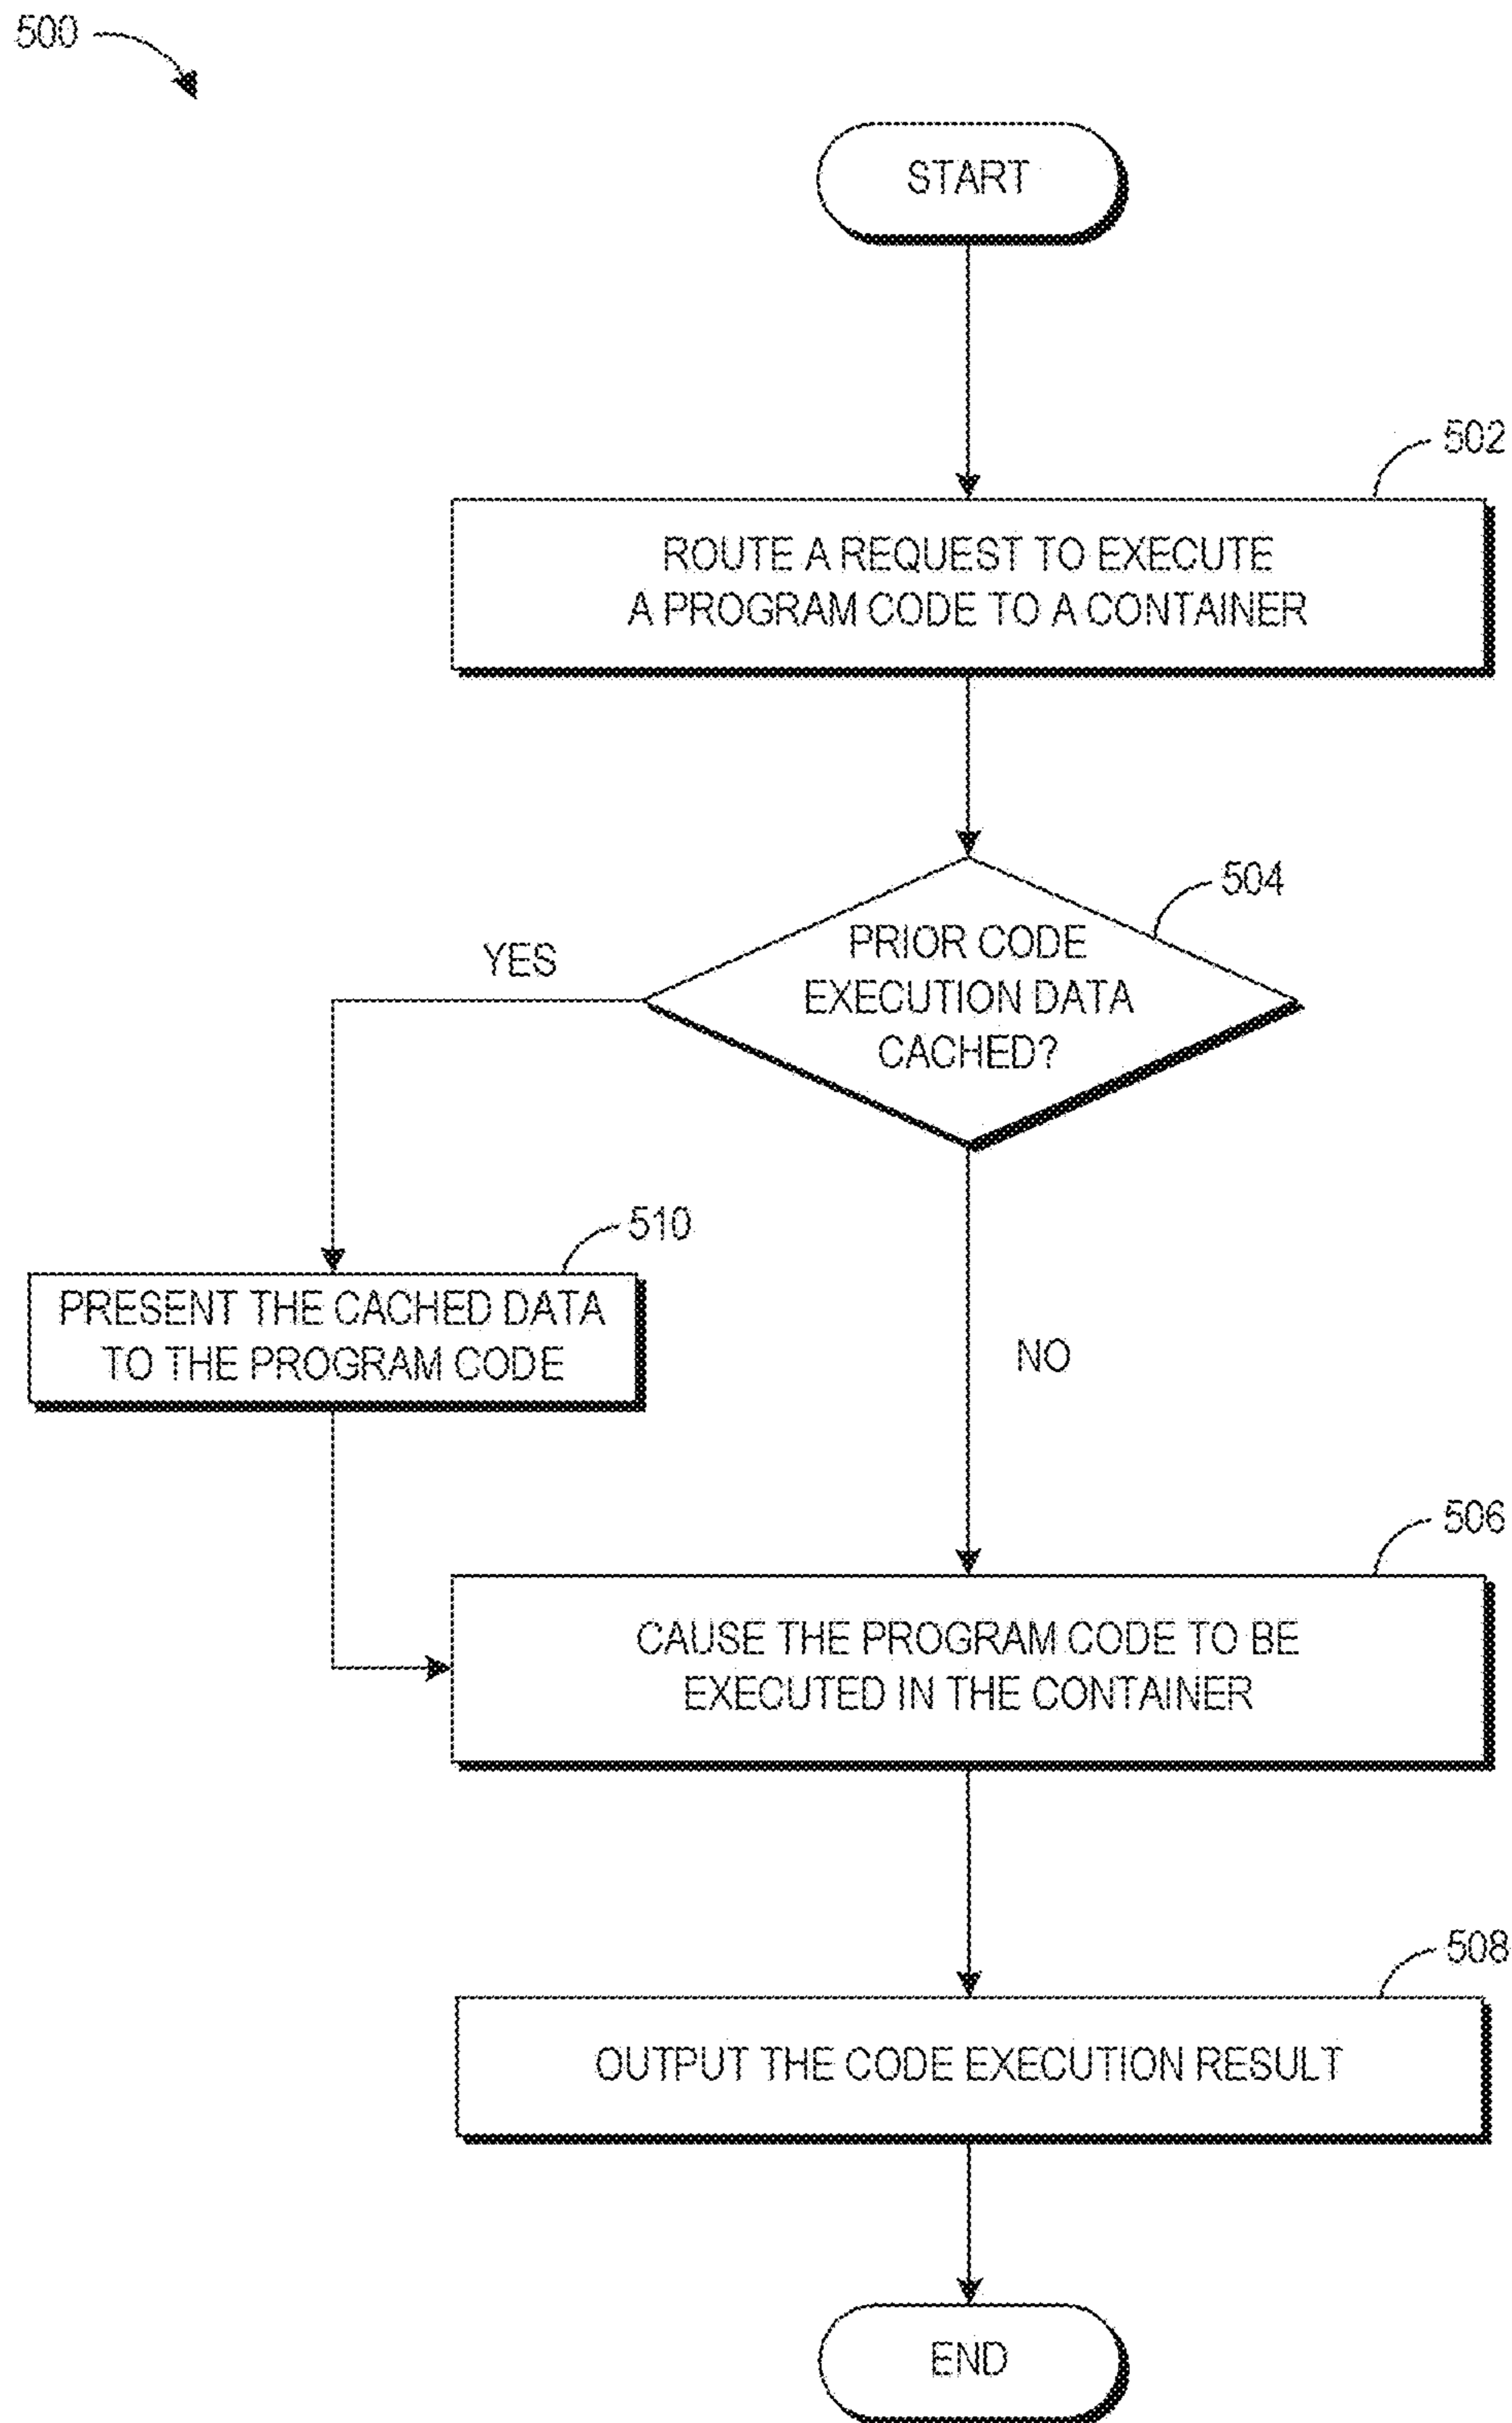 500
START
502
ROUTE A REQUEST TO EXECUTE
A PROGRAM CODE TO A CONTAINER
504
PRIOR CODE
EXECUTION DATA
CACHED?
YES
510
PRESENT THE CACHED DATA
TO THE PROGRAM CODE
NO
506
CAUSE THE PROGRAM CODE TO BE
EXECUTED IN THE CONTAINER
508
OUTPUT THE CODE EXECUTION RESULT
END